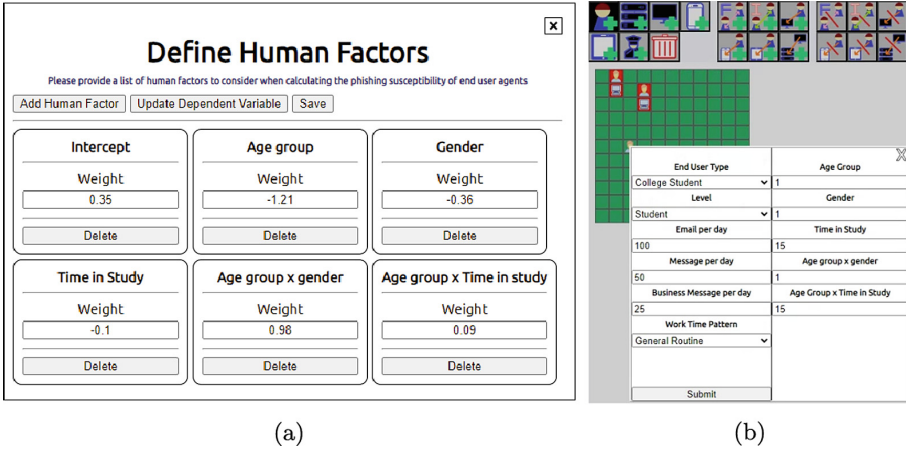 X
Define Human Factors
Please provide a list of human factors to consider when calculating the phishing susceptibility of end user agents
Add Human Factor Update Dependent Variable Save
Intercept Age group Gender
Weight Weight Weight
0.35 -1.21 -0.36
Delete Delete Delete
Time in Study Age group x gender Age group x Time in study
Weight Weight Weight
-0.1 0.98 0.09
Delete Delete Delete
(a)
X
End User Type Age Group
College Student 1
Level Gender
Student 1
Email per day Time in Study
100 15
Message per day Age group x gender
50 1
Business Message per day Age Group x Time in Study
25 15
Work Time Pattern
General Routine
Submit
(b)